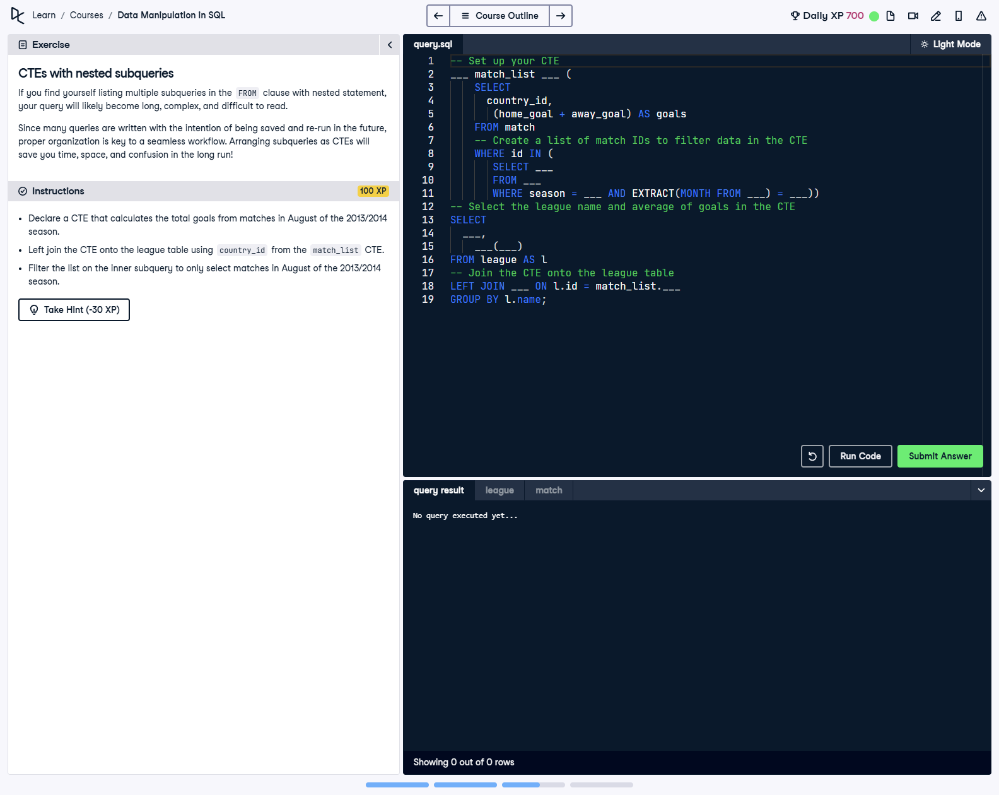 Learn / Courses / Data Manipulation in SQL
Course Outline
Daily XP 700
Exercise
CTEs with nested subqueries
If you find yourself listing multiple subqueries in the FROM clause with nested statement,
your query will likely become long, complex, and difficult to read.
Since many queries are written with the intention of being saved and re-run in the future,
proper organization is key to a seamless workflow. Arranging subqueries as CTEs will
save you time, space, and confusion in the long run!
Instructions
100 XP
• Declare a CTE that calculates the total goals from matches in August of the 2013/2014
season.
• Left join the CTE onto the league table using country_id from the match_list CTE.
• Filter the list on the inner subquery to only select matches in August of the 2013/2014
season.
Take Hint (-30 XP)
query.sql
Light Mode
1 -- Set up your CTE
2 ___ match_list ___ (
3 SELECT
4 country_id,
5 (home_goal + away_goal) AS goals
6 FROM match
7 -- Create a list of match IDs to filter data in the CTE
8 WHERE id IN (
9 SELECT ___
10 FROM ___
11 WHERE season = ___ AND EXTRACT(MONTH FROM ___) = ___))
12 -- Select the league name and average of goals in the CTE
13 SELECT
14 ___,
15 ___(___)
16 FROM league AS l
17 -- Join the CTE onto the league table
18 LEFT JOIN ___ ON l.id = match_list.___
19 GROUP BY l.name;
Run Code
Submit Answer
query result
league
match
No query executed yet...
Showing 0 out of 0 rows